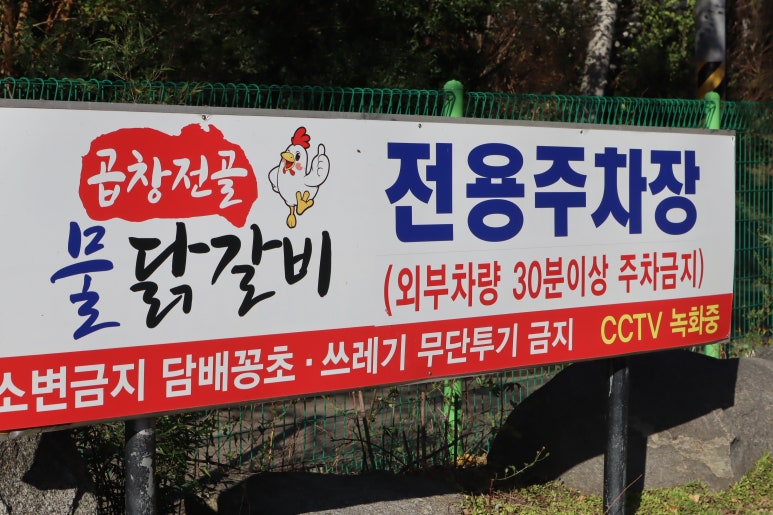 곱창전골
물닭갈비
전용주차장
(외부차량 30분이상 주차금지)
소변금지 담배꽁초 · 쓰레기 무단투기 금지 CCTV 녹화중